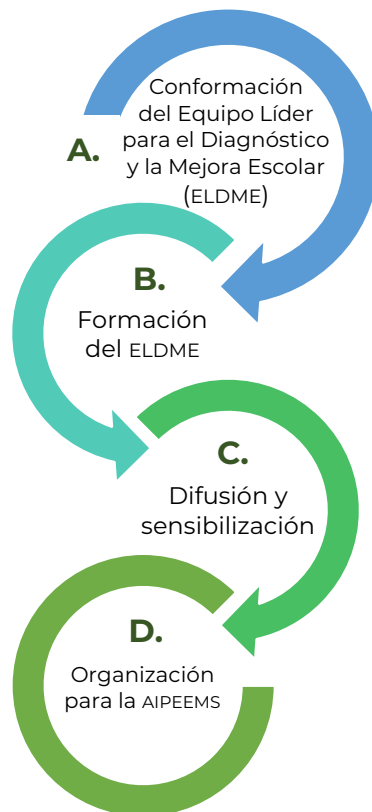 A.
Conformación
del Equipo Líder
para el Diagnóstico
y la Mejora Escolar
(ELDME)
B.
Formación
del ELDME
C.
Difusión y
sensibilización
D.
Organización
para la AIPEEMS